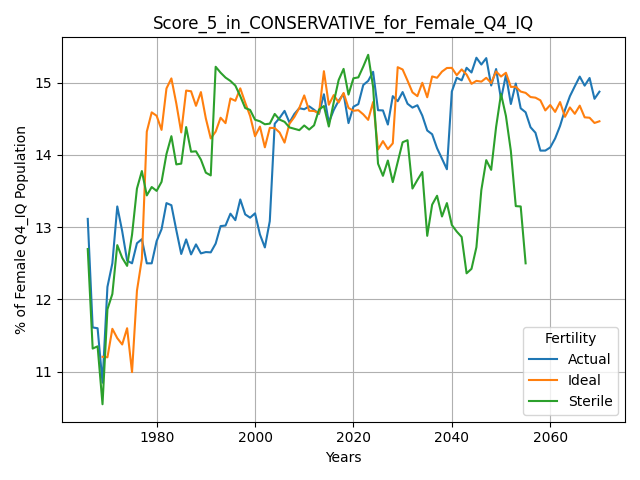 Score_5_in_CONSERVATIVE_for_Female_Q4_IQ
% of Female Q4_IQ Population
15
14
13
12
11
1980
2000
2020
2040
2060
Years
Fertility
Actual
Ideal
Sterile